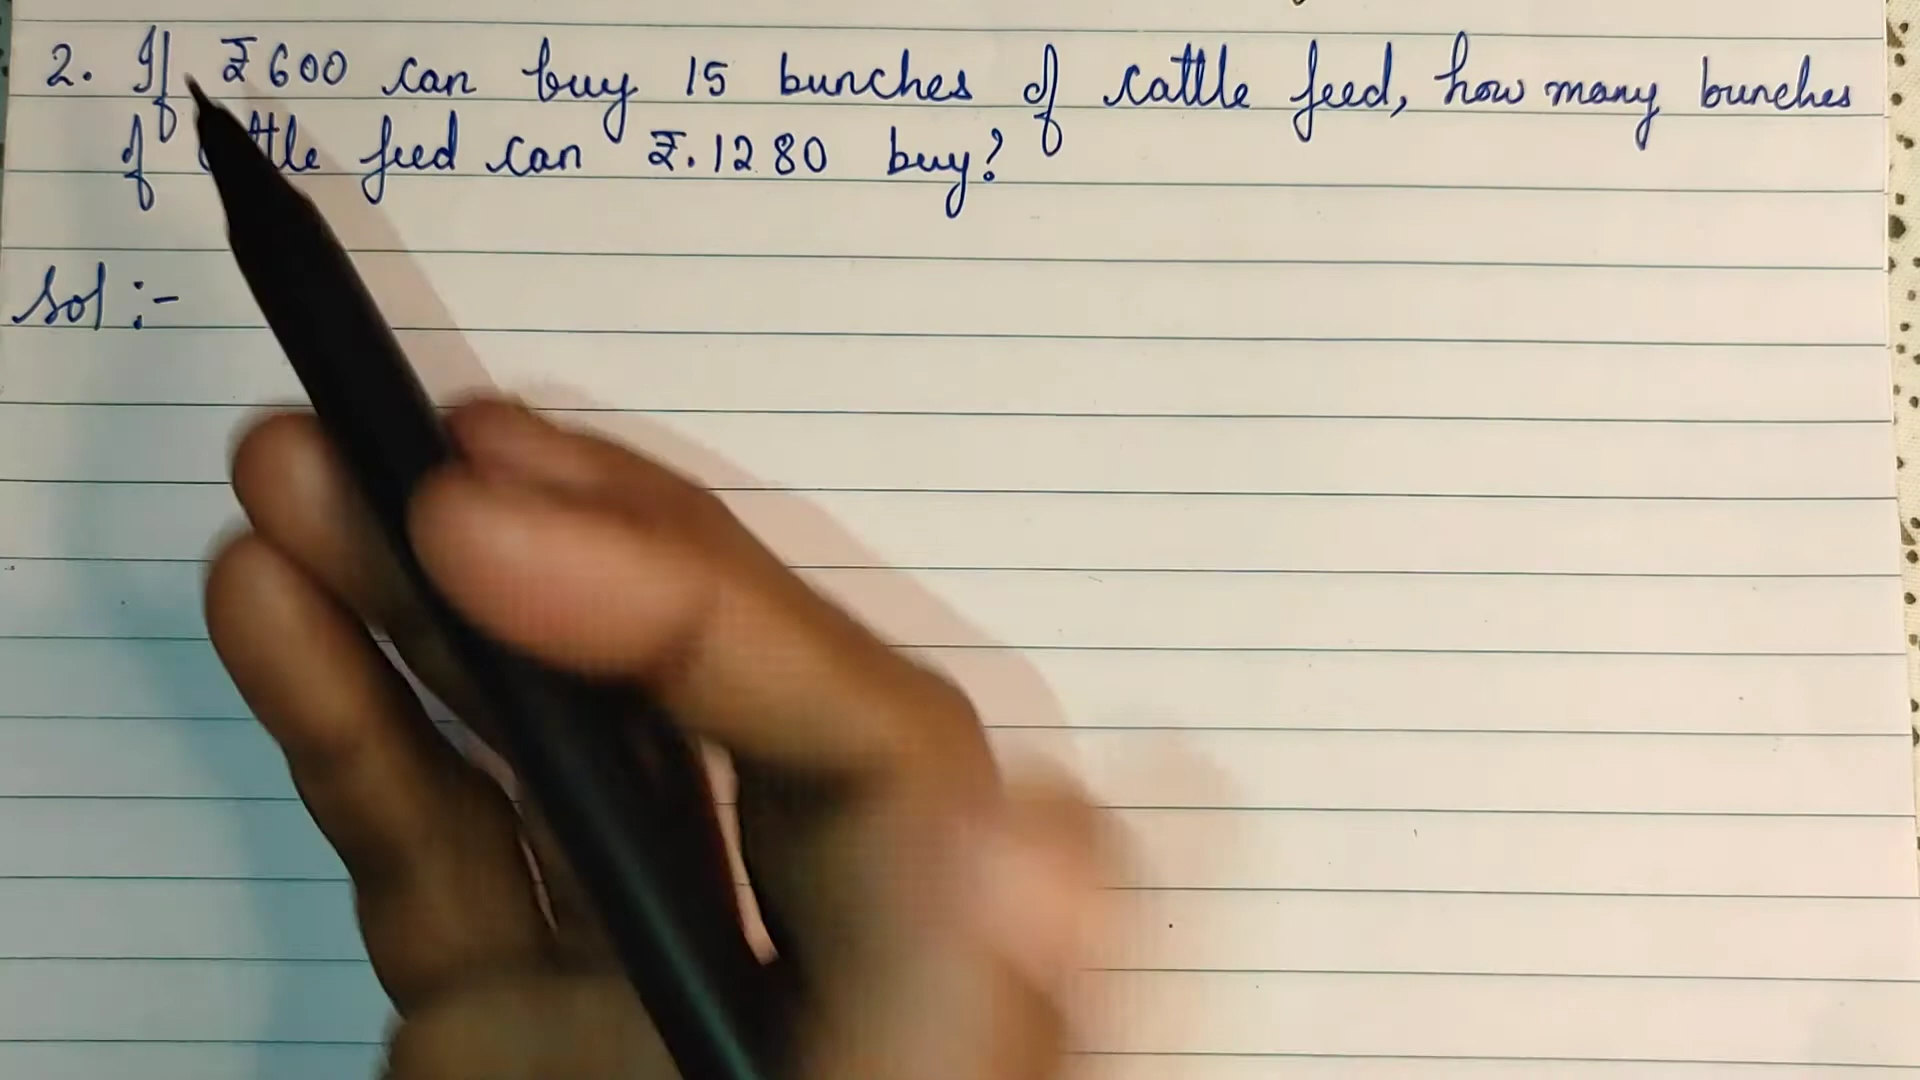 2. If ₹600 can buy 15 bunches of cattle feed, how many bunches
of cattle feed can ₹.1280 buy?
Sol :-